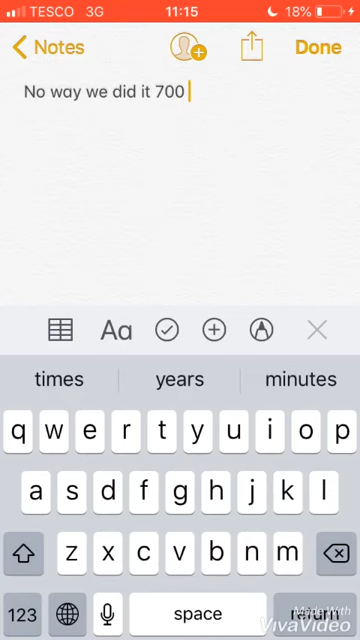 TESCO 3G 11:15 18%
Notes Done
No way we did it 700
Aa
times years minutes
q w e r t y u i o p
a s d f g h j k l
z x c v b n m
123 space return
Made With
VivaVideo